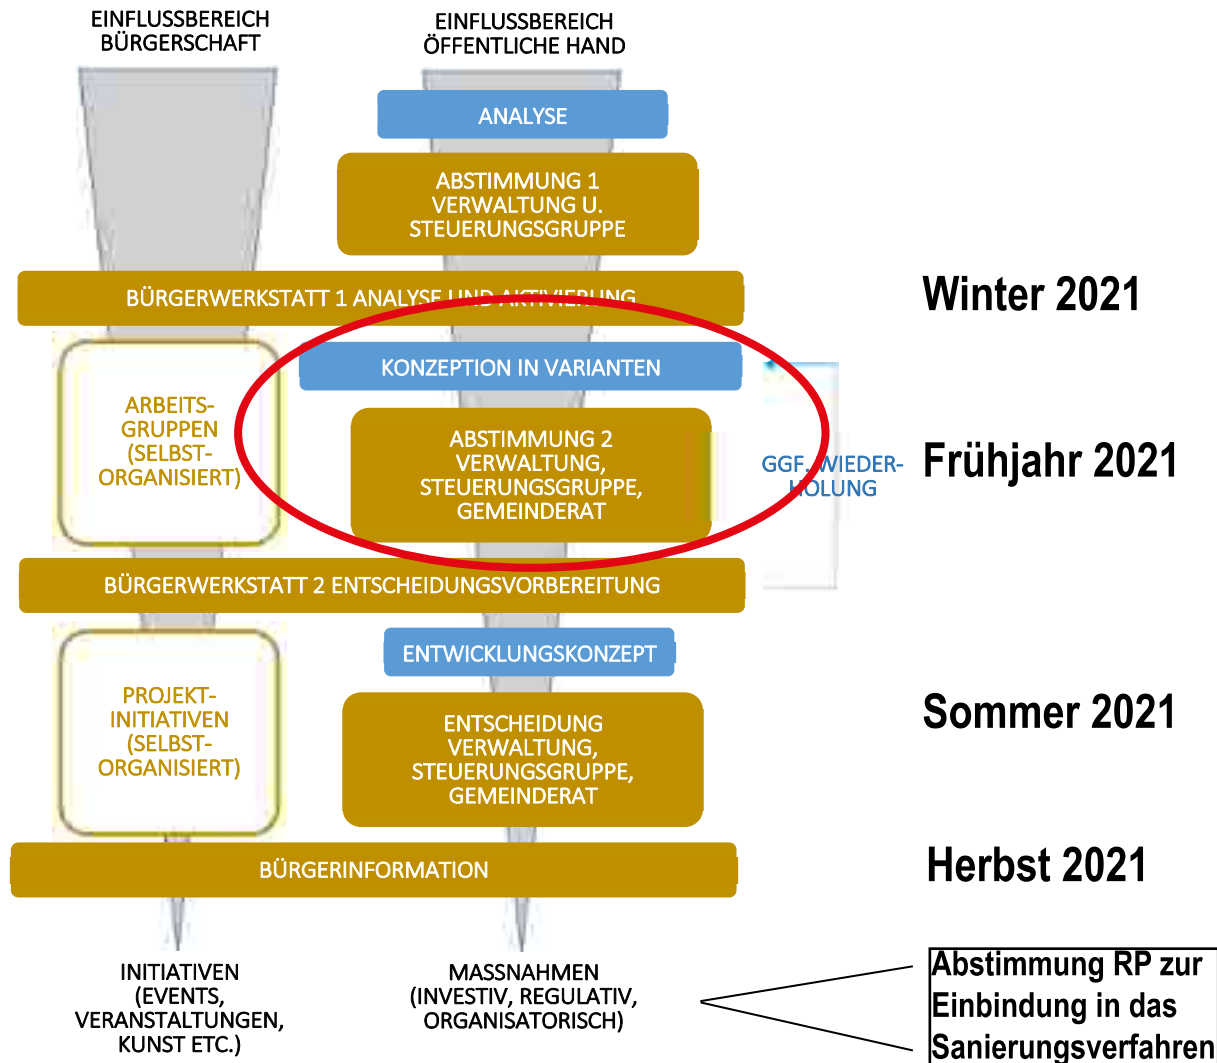 EINFLUSSBEREICH
BÜRGERSCHAFT
EINFLUSSBEREICH
ÖFFENTLICHE HAND
ANALYSE
ABSTIMMUNG 1
VERWALTUNG U.
STEUERUNGSGRUPPE
BÜRGERWERKSTATT 1 ANALYSE UND AKTIVIERUNG
Winter 2021
KONZEPTION IN VARIANTEN
ARBEITS-
GRUPPEN
(SELBST-
ORGANISIERT)
ABSTIMMUNG 2
VERWALTUNG,
STEUERUNGSGRUPPE,
GEMEINDERAT
GGF. WIEDER-
HOLUNG
Frühjahr 2021
BÜRGERWERKSTATT 2 ENTSCHEIDUNGSVORBEREITUNG
ENTWICKLUNGSKONZEPT
PROJEKT-
INITIATIVEN
(SELBST-
ORGANISIERT)
ENTSCHEIDUNG
VERWALTUNG,
STEUERUNGSGRUPPE,
GEMEINDERAT
Sommer 2021
BÜRGERINFORMATION
Herbst 2021
INITIATIVEN
(EVENTS,
VERANSTALTUNGEN,
KUNST ETC.)
MASSNAHMEN
(INVESTIV, REGULATIV,
ORGANISATORISCH)
Abstimmung RP zur
Einbindung in das
Sanierungsverfahren